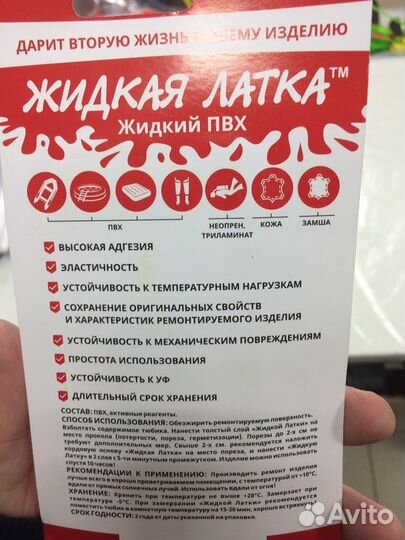 ДАРИТ ВТОРУЮ ЖИЗНЬ ВАШЕМУ ИЗДЕЛИЮ
ЖИДКАЯ ЛАТКА™
Жидкий ПВХ
ПВХ
НЕОПРЕН, ТРИЛАМИНАТ
КОЖА
ЗАМША
ВЫСОКАЯ АДГЕЗИЯ
ЭЛАСТИЧНОСТЬ
УСТОЙЧИВОСТЬ К ТЕМПЕРАТУРНЫМ НАГРУЗКАМ
СОХРАНЕНИЕ ОРИГИНАЛЬНЫХ СВОЙСТВ
И ХАРАКТЕРИСТИК РЕМОНТИРУЕМОГО ИЗДЕЛИЯ
УСТОЙЧИВОСТЬ К МЕХАНИЧЕСКИМ ПОВРЕЖДЕНИЯМ
ПРОСТОТА ИСПОЛЬЗОВАНИЯ
УСТОЙЧИВОСТЬ К УФ
ДЛИТЕЛЬНЫЙ СРОК ХРАНЕНИЯ
СОСТАВ: ПВХ, активные реагенты.
СПОСОБ ИСПОЛЬЗОВАНИЯ: Обезжирить ремонтируемую поверхность.
Взболтать содержимое тюбика. Нанести толстый слой «Жидкой Латки» на
место прокола (потертости, пореза, герметизации). Порезы до 2-х см не
требуют дополнительных мер. Свыше 2-х см. рекомендуется наложить
кордовую основу «Жидкая Латка» на место пореза, и нанести «Жидкую
Латку» в 2 слоя с 5-ти минутным промежутком. Изделие можно использовать
спустя 10 часов!
РЕКОМЕНДАЦИИ К ПРИМЕНЕНИЮ: Производить ремонт изделия
лучше всего в хорошо проветриваемом помещении, с температурой от +10°C,
вдали от прямых солнечных лучей. Использовать вдали от огня!
ХРАНЕНИЕ: Хранить при температуре не выше +28°C. Замерзает при
температуре -5°C. При замерзании «Жидкой Латки» рекомендуется
поместить тюбик в комнатную температуру на 15-20 мин, хорошо встряхнуть.
СРОК ГОДНОСТИ: 2 года от даты указанной на упаковке.
Avito